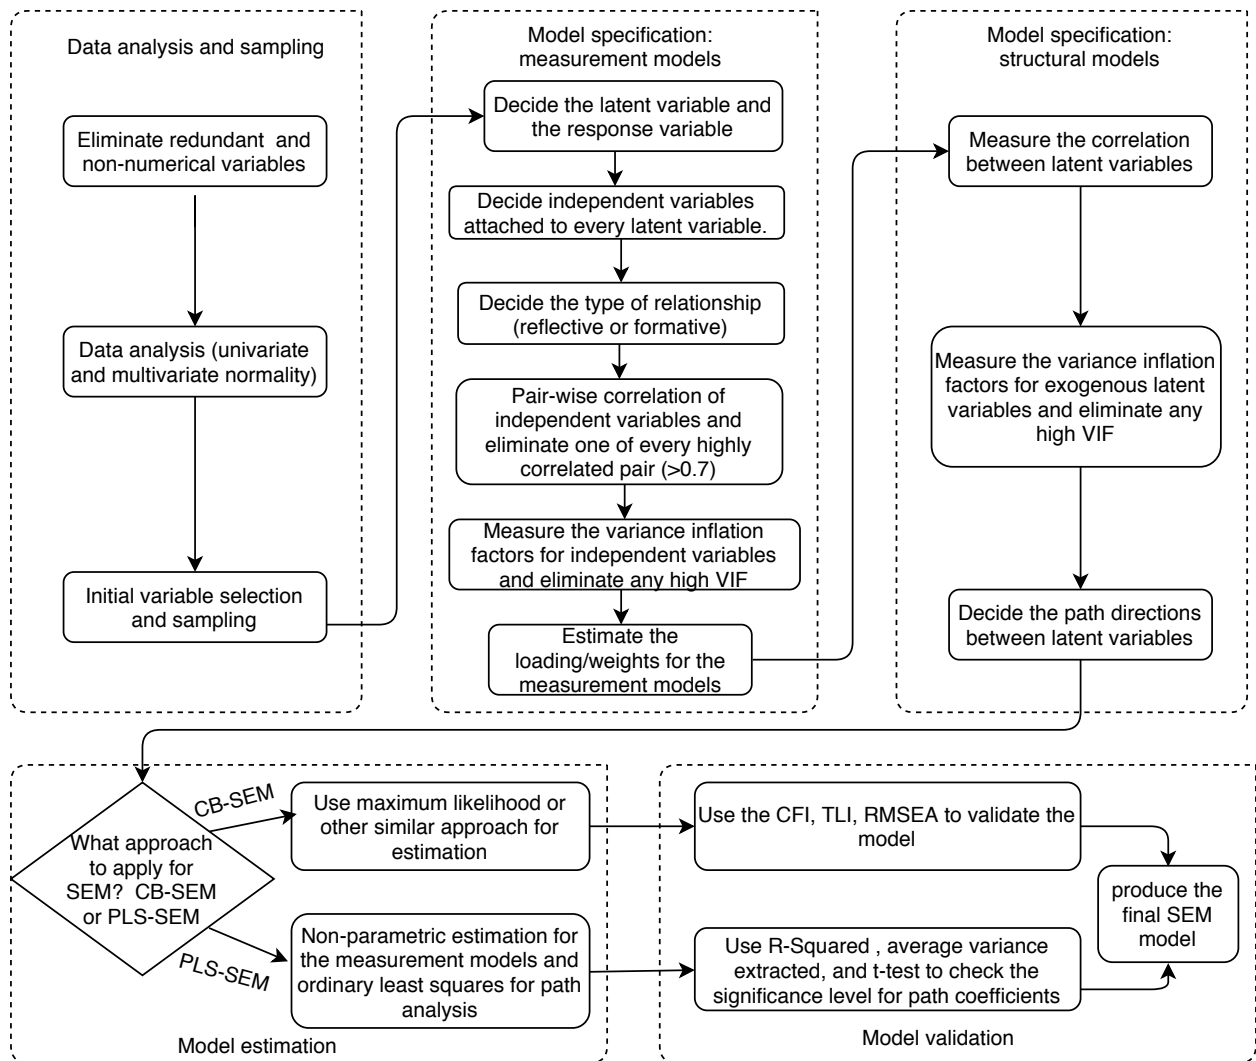 Data analysis and sampling
Eliminate redundant and
non-numerical variables
Data analysis (univariate
and multivariate normality)
Initial variable selection
and sampling
Model specification:
measurement models
Decide the latent variable and
the response variable
Decide independent variables
attached to every latent variable.
Decide the type of relationship
(reflective or formative)
Pair-wise correlation of
independent variables and
eliminate one of every highly
correlated pair (>0.7)
Measure the variance inflation
factors for independent variables
and eliminate any high VIF
Estimate the
loading/weights for the
measurement models
Model specification:
structural models
Measure the correlation
between latent variables
Measure the variance inflation
factors for exogenous latent
variables and eliminate any
high VIF
Decide the path directions
between latent variables
What approach
to apply for
SEM? CB-SEM
or PLS-SEM
CB-SEM
Use maximum likelihood or
other similar approach for
estimation
PLS-SEM
Non-parametric estimation for
the measurement models and
ordinary least squares for path
analysis
Model estimation
Use the CFI, TLI, RMSEA to validate the
model
Use R-Squared , average variance
extracted, and t-test to check the
significance level for path coefficients
produce the
final SEM
model
Model validation